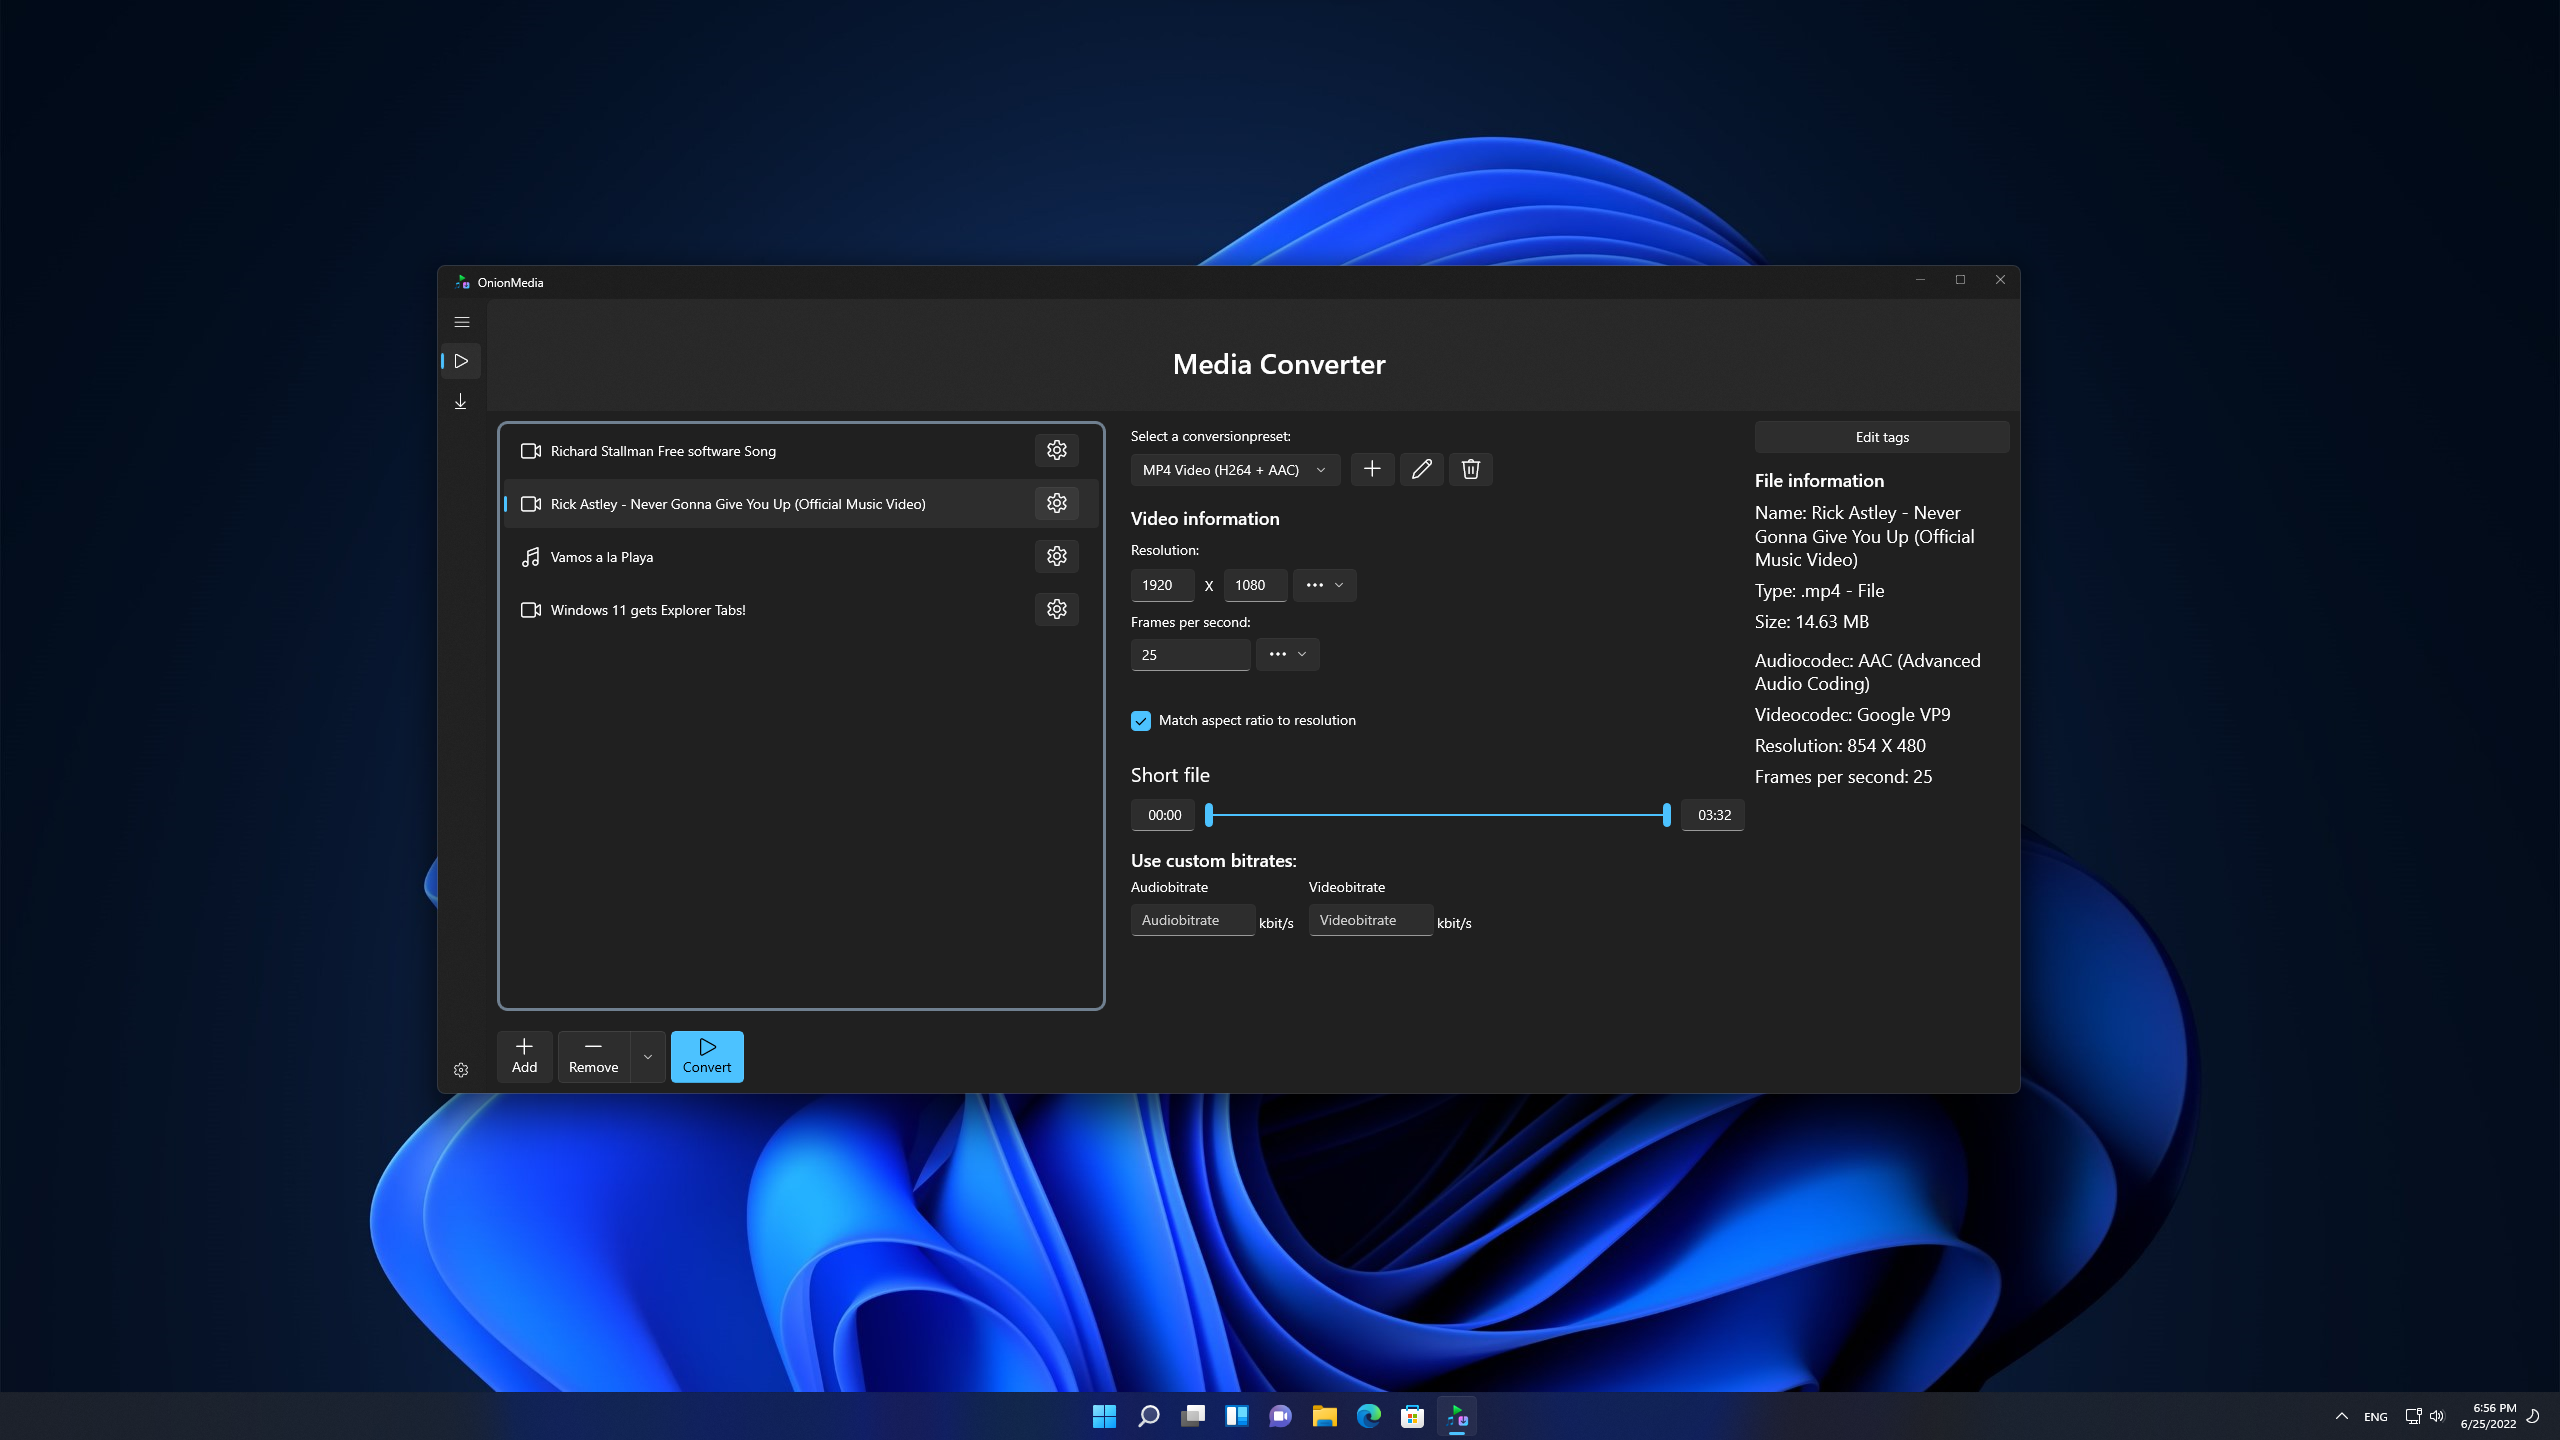 OnionMedia
Media Converter
Richard Stallman Free software Song
Rick Astley - Never Gonna Give You Up (Official Music Video)
Vamos a la Playa
Windows 11 gets Explorer Tabs!
Add
Remove
Convert
Select a conversionpreset:
MP4 Video (H264 + AAC)
Video information
Resolution:
1920 X 1080
Frames per second:
25
Match aspect ratio to resolution
Short file
00:00 03:32
Use custom bitrates:
Audiobitrate Videobitrate
Audiobitrate kbit/s Videobitrate kbit/s
Edit tags
File information
Name: Rick Astley - Never
Gonna Give You Up (Official
Music Video)
Type: .mp4 - File
Size: 14.63 MB
Audiocodec: AAC (Advanced
Audio Coding)
Videocodec: Google VP9
Resolution: 854 X 480
Frames per second: 25
ENG
6:56 PM
6/25/2022